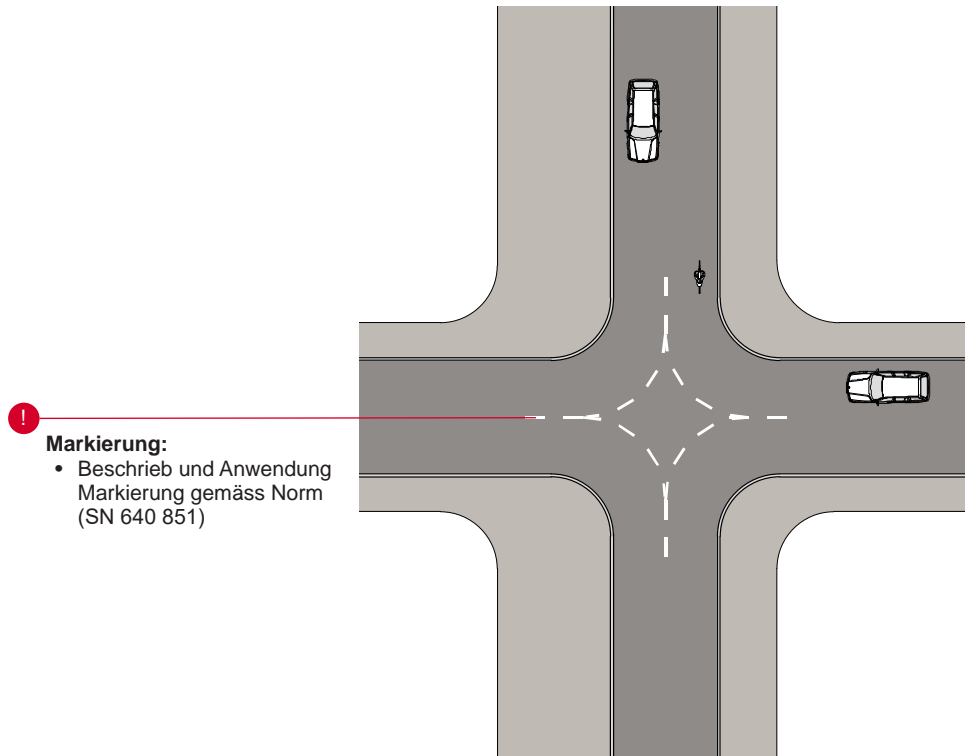 !
Markierung:
• Beschrieb und Anwendung
Markierung gemäss Norm
(SN 640 851)